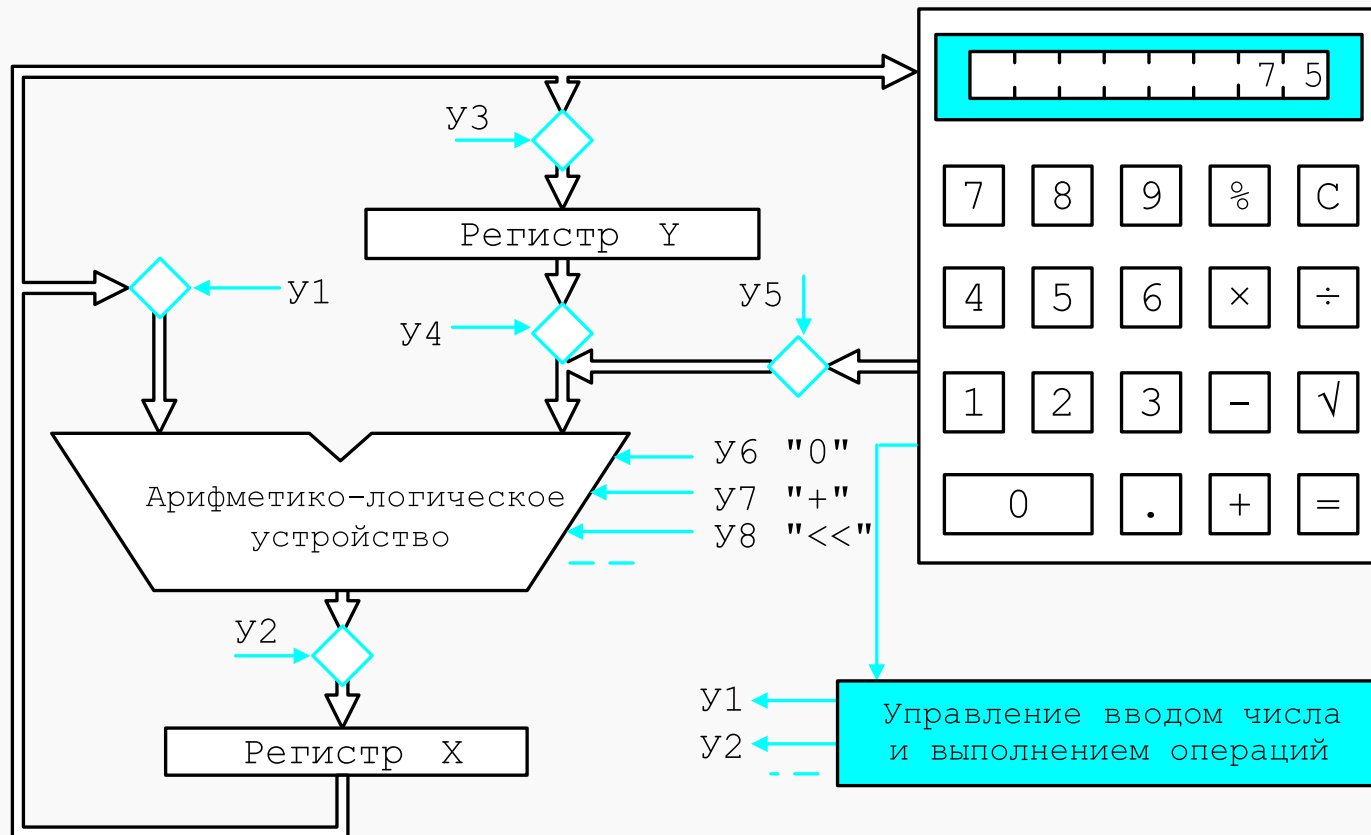 7 5
У3
7 8 9 % C
Регистр Y
У1
У5
4 5 6 × ÷
У4
1 2 3 - √
У6 "0"
Арифметико-логическое
устройство
У7 "+"
0 . + =
У8 "<<"
У2
У1
Управление вводом числа
и выполнением операций
У2
Регистр X